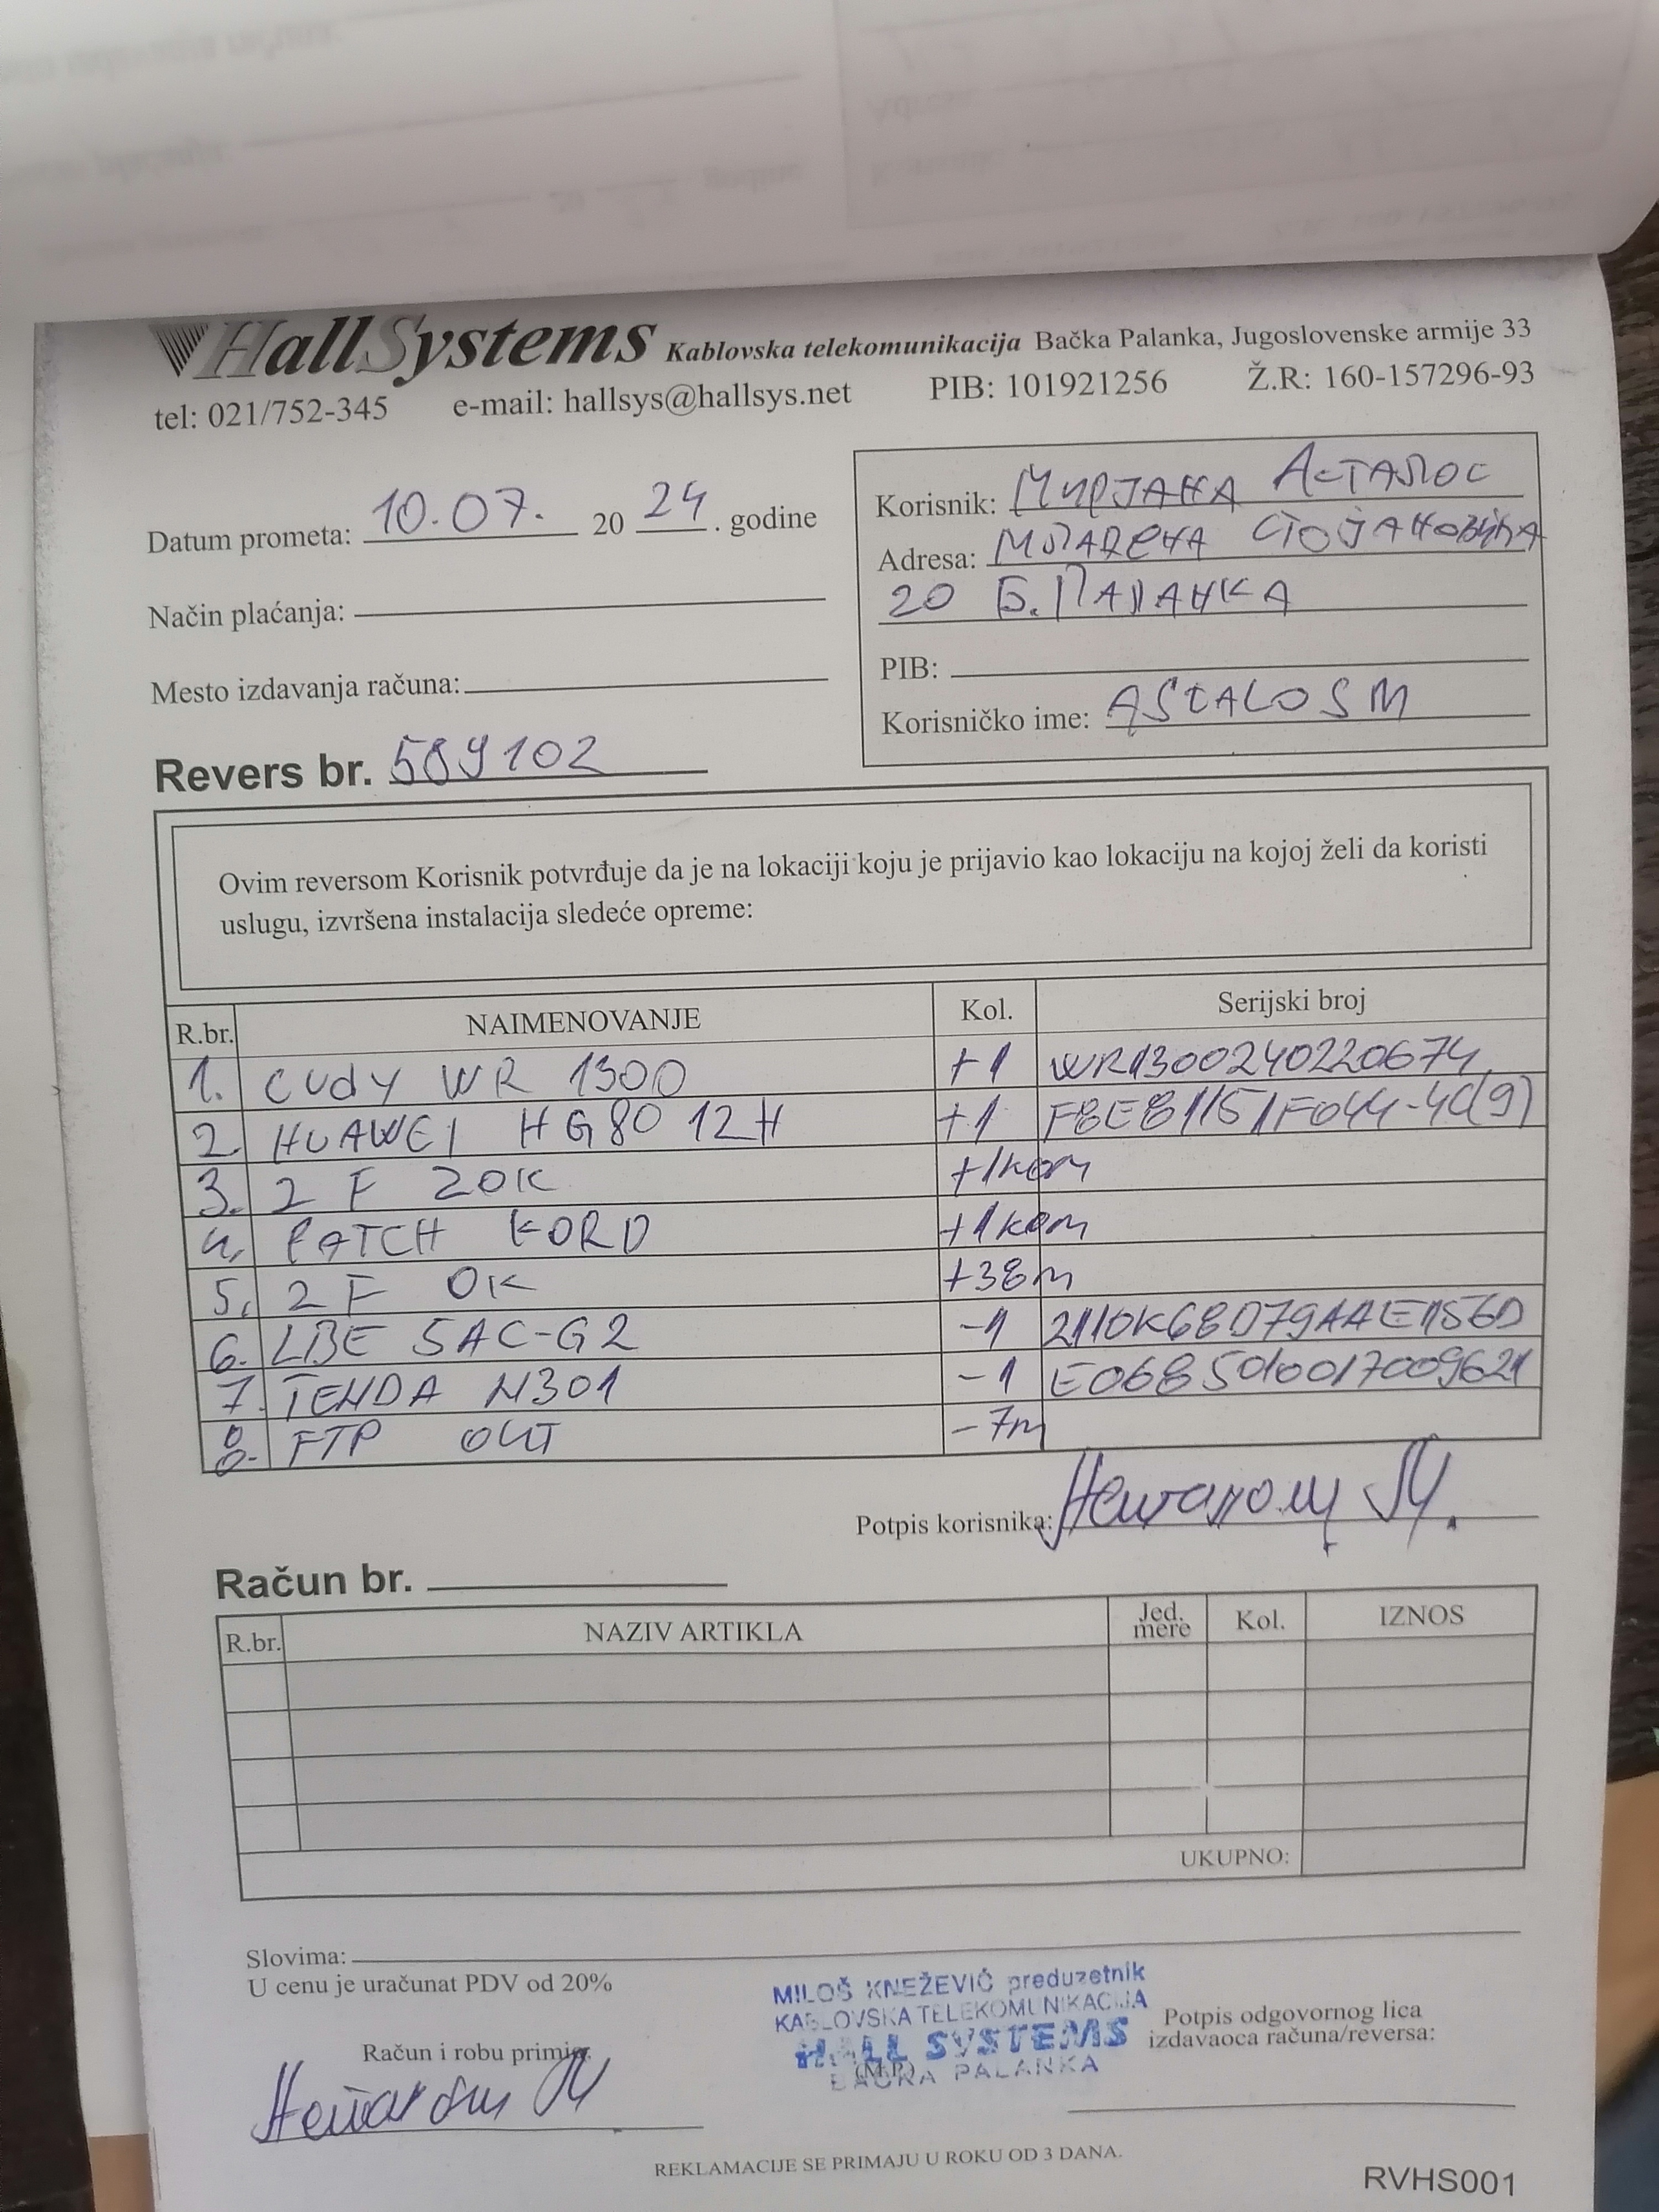 HallSystems Kablovska telekomunikacija Bačka Palanka, Jugoslovenske armije 33
tel: 021/752-345 e-mail: hallsys@hallsys.net PIB: 101921256 Ž.R: 160-157296-93
Datum prometa: 10.07. 20 24. godine
Način plaćanja:
Mesto izdavanja računa:
Revers br. 589102
Korisnik: МИРЈАНА АСТАЛОС
Adresa: МЛАДЕНА СТОЈАНОВИЋА
20 Б. ПАЛАНКА
PIB:
Korisničko ime: ASTALOSM
Ovim reversom Korisnik potvrđuje da je na lokaciji koju je prijavio kao lokaciju na kojoj želi da koristi
uslugu, izvršena instalacija sledeće opreme:
R.br. NAIMENOVANJE Kol. Serijski broj
1. CUDY WR 1300 +1 WR1300240220674
2. HUAWEI HG8012H +1 F8E81151F044-4C(9)
3. 2F ZOK +1kom
4. PATCH KORD +1kom
5. 2F OK +38m
6. LBE 5AC-G2 -1 2110K68D79AAE156D
7. TENDA N301 -1 E0685010017009621
8. FTP OUT -7m
Potpis korisnika:
Račun br.
R.br. NAZIV ARTIKLA Jed. mere Kol. IZNOS
UKUPNO:
Slovima:
U cenu je uračunat PDV od 20%
MILOŠ KNEŽEVIĆ preduzetnik
KABLOVSKA TELEKOMUNIKACIJA
HALL SYSTEMS
(M.P.)
BAČKA PALANKA
Potpis odgovornog lica
izdavaoca računa/reversa:
Račun i robu primio:
REKLAMACIJE SE PRIMAJU U ROKU OD 3 DANA.
RVHS001